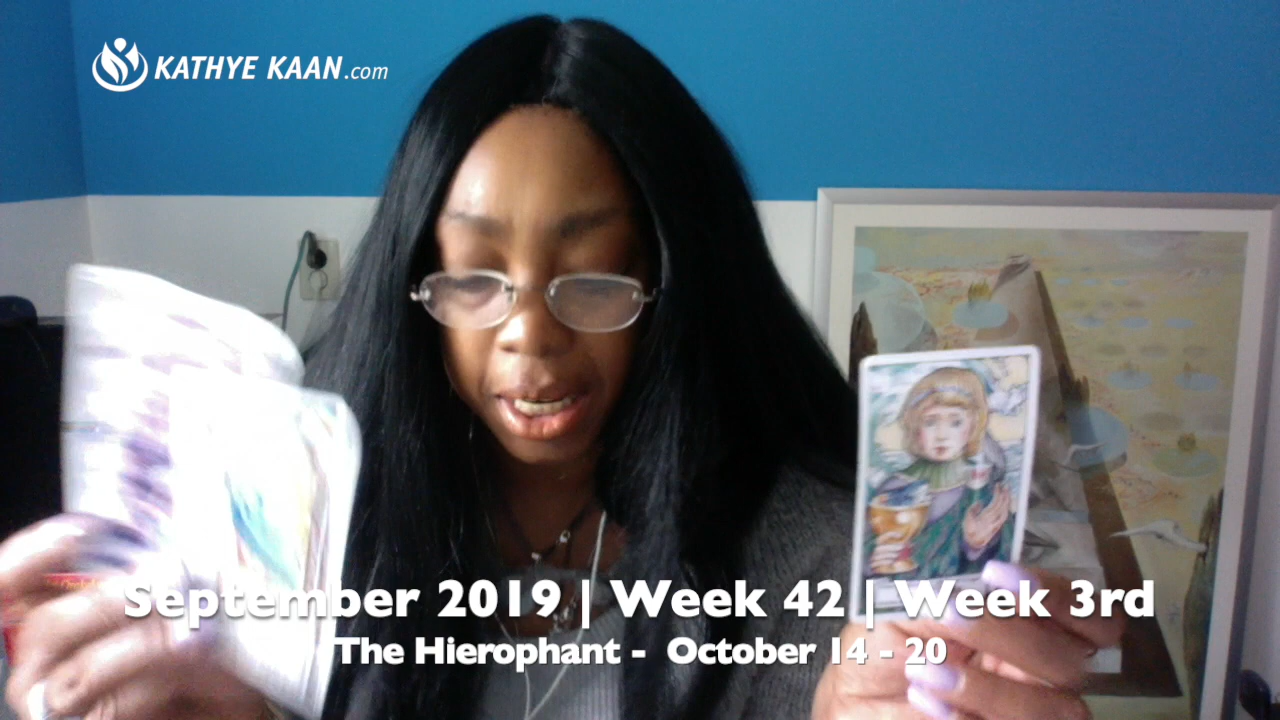 KATHYE KAAN.com
September 2019 | Week 42 | Week 3rd
The Hierophant - October 14 - 20